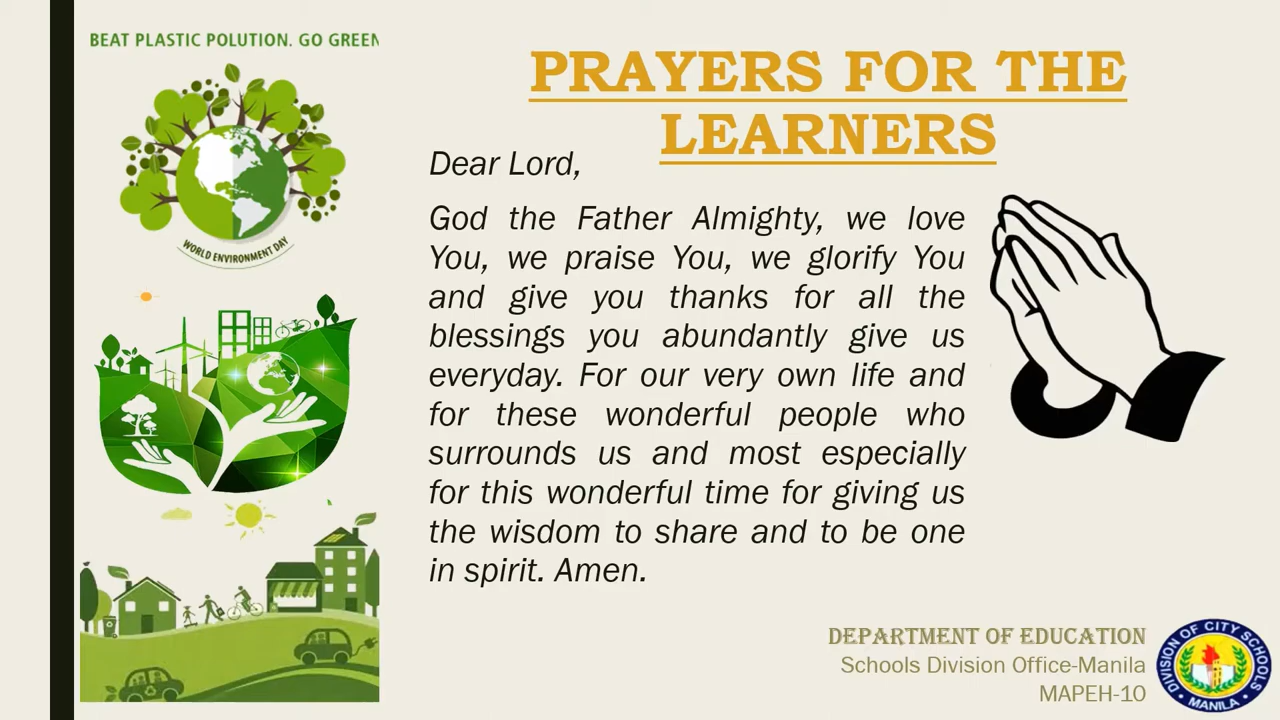 BEAT PLASTIC POLUTION. GO GREEN
WORLD ENVIRONMENT DAY
PRAYERS FOR THE
LEARNERS
Dear Lord,
God the Father Almighty, we love
You, we praise You, we glorify You
and give you thanks for all the
blessings you abundantly give us
everyday. For our very own life and
for these wonderful people who
surrounds us and most especially
for this wonderful time for giving us
the wisdom to share and to be one
in spirit. Amen.
DEPARTMENT OF EDUCATION
Schools Division Office-Manila
MAPEH-10
DIVISION OF CITY SCHOOLS
MANILA